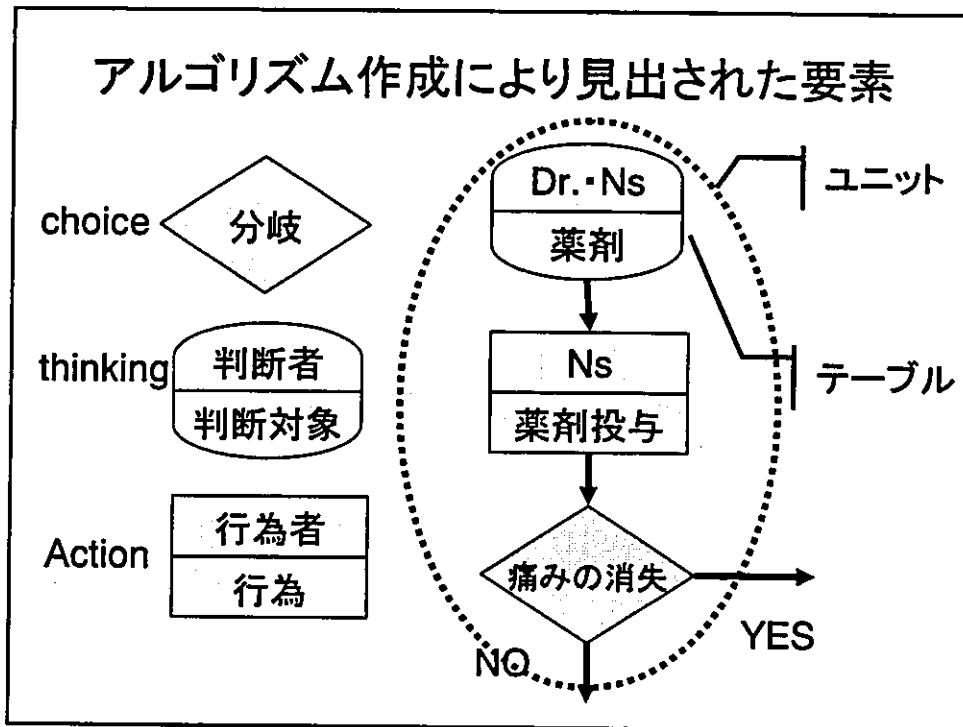 アルゴリズム作成により見出された要素
choice
分岐
thinking
判断者
判断対象
Action
行為者
行為
Dr.・Ns
薬剤
Ns
薬剤投与
痛みの消失
YES
NO
ユニット
テーブル